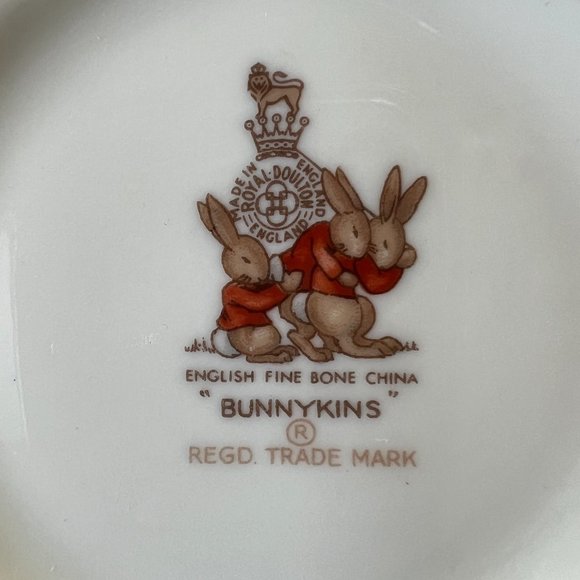 MADE IN ENGLAND
ROYAL·DOULTON
ENGLAND
ENGLISH FINE BONE CHINA
"BUNNYKINS"
®
REGD. TRADE MARK